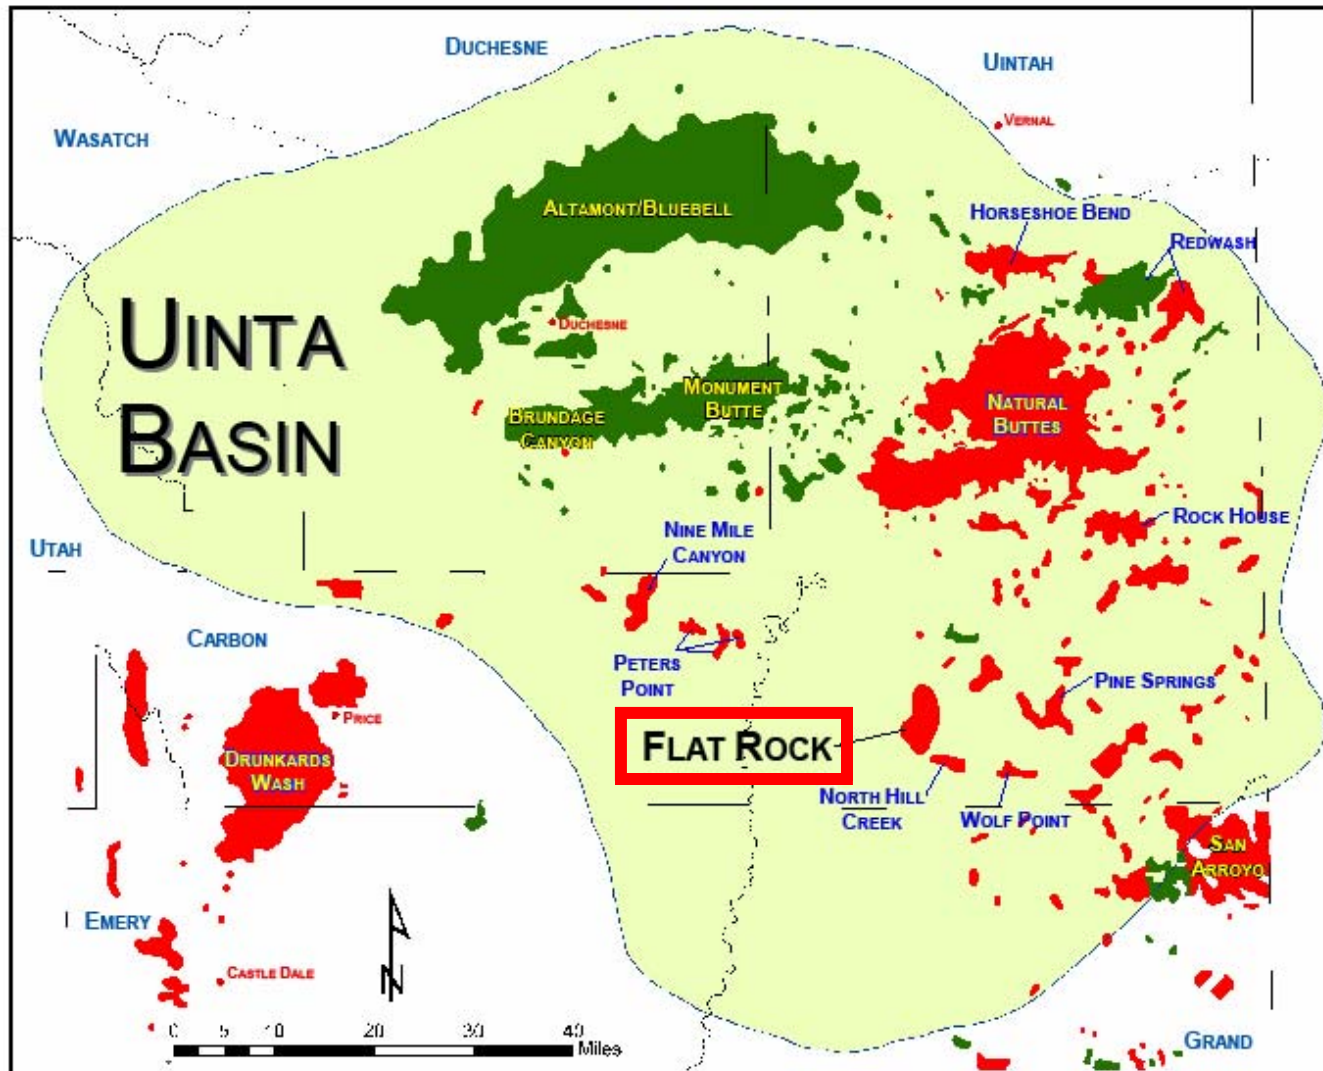 DUCHESNE
UINTAH
VERNAL
WASATCH
ALTAMONT/BLUEBELL
HORSESHOE BEND
REDWASH
UINTA
BASIN
DUCHESNE
MONUMENT
BUTTE
BRUNDAGE
CANYON
NATURAL
BUTTES
ROCK HOUSE
NINE MILE
CANYON
UTAH
CARBON
PETERS
POINT
PINE SPRINGS
PRICE
FLAT ROCK
DRUNKARDS
WASH
NORTH HILL
CREEK
WOLF POINT
SAN
ARROYO
EMERY
CASTLE DALE
N
0 5 10 20 30 40
Miles
GRAND